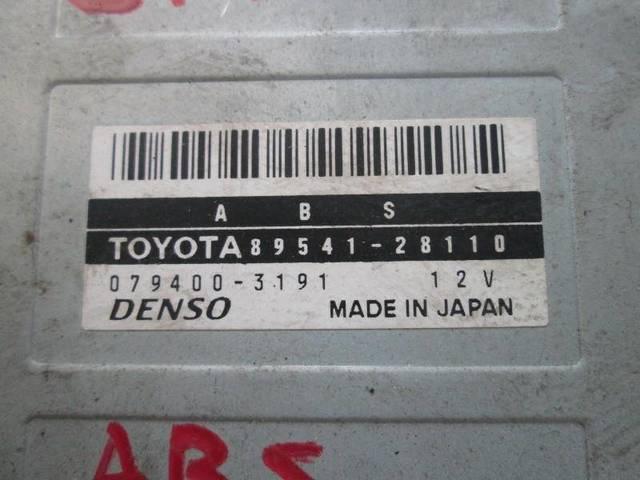 A B S
TOYOTA 89541-28110
079400-3191 12V
DENSO MADE IN JAPAN
ABS